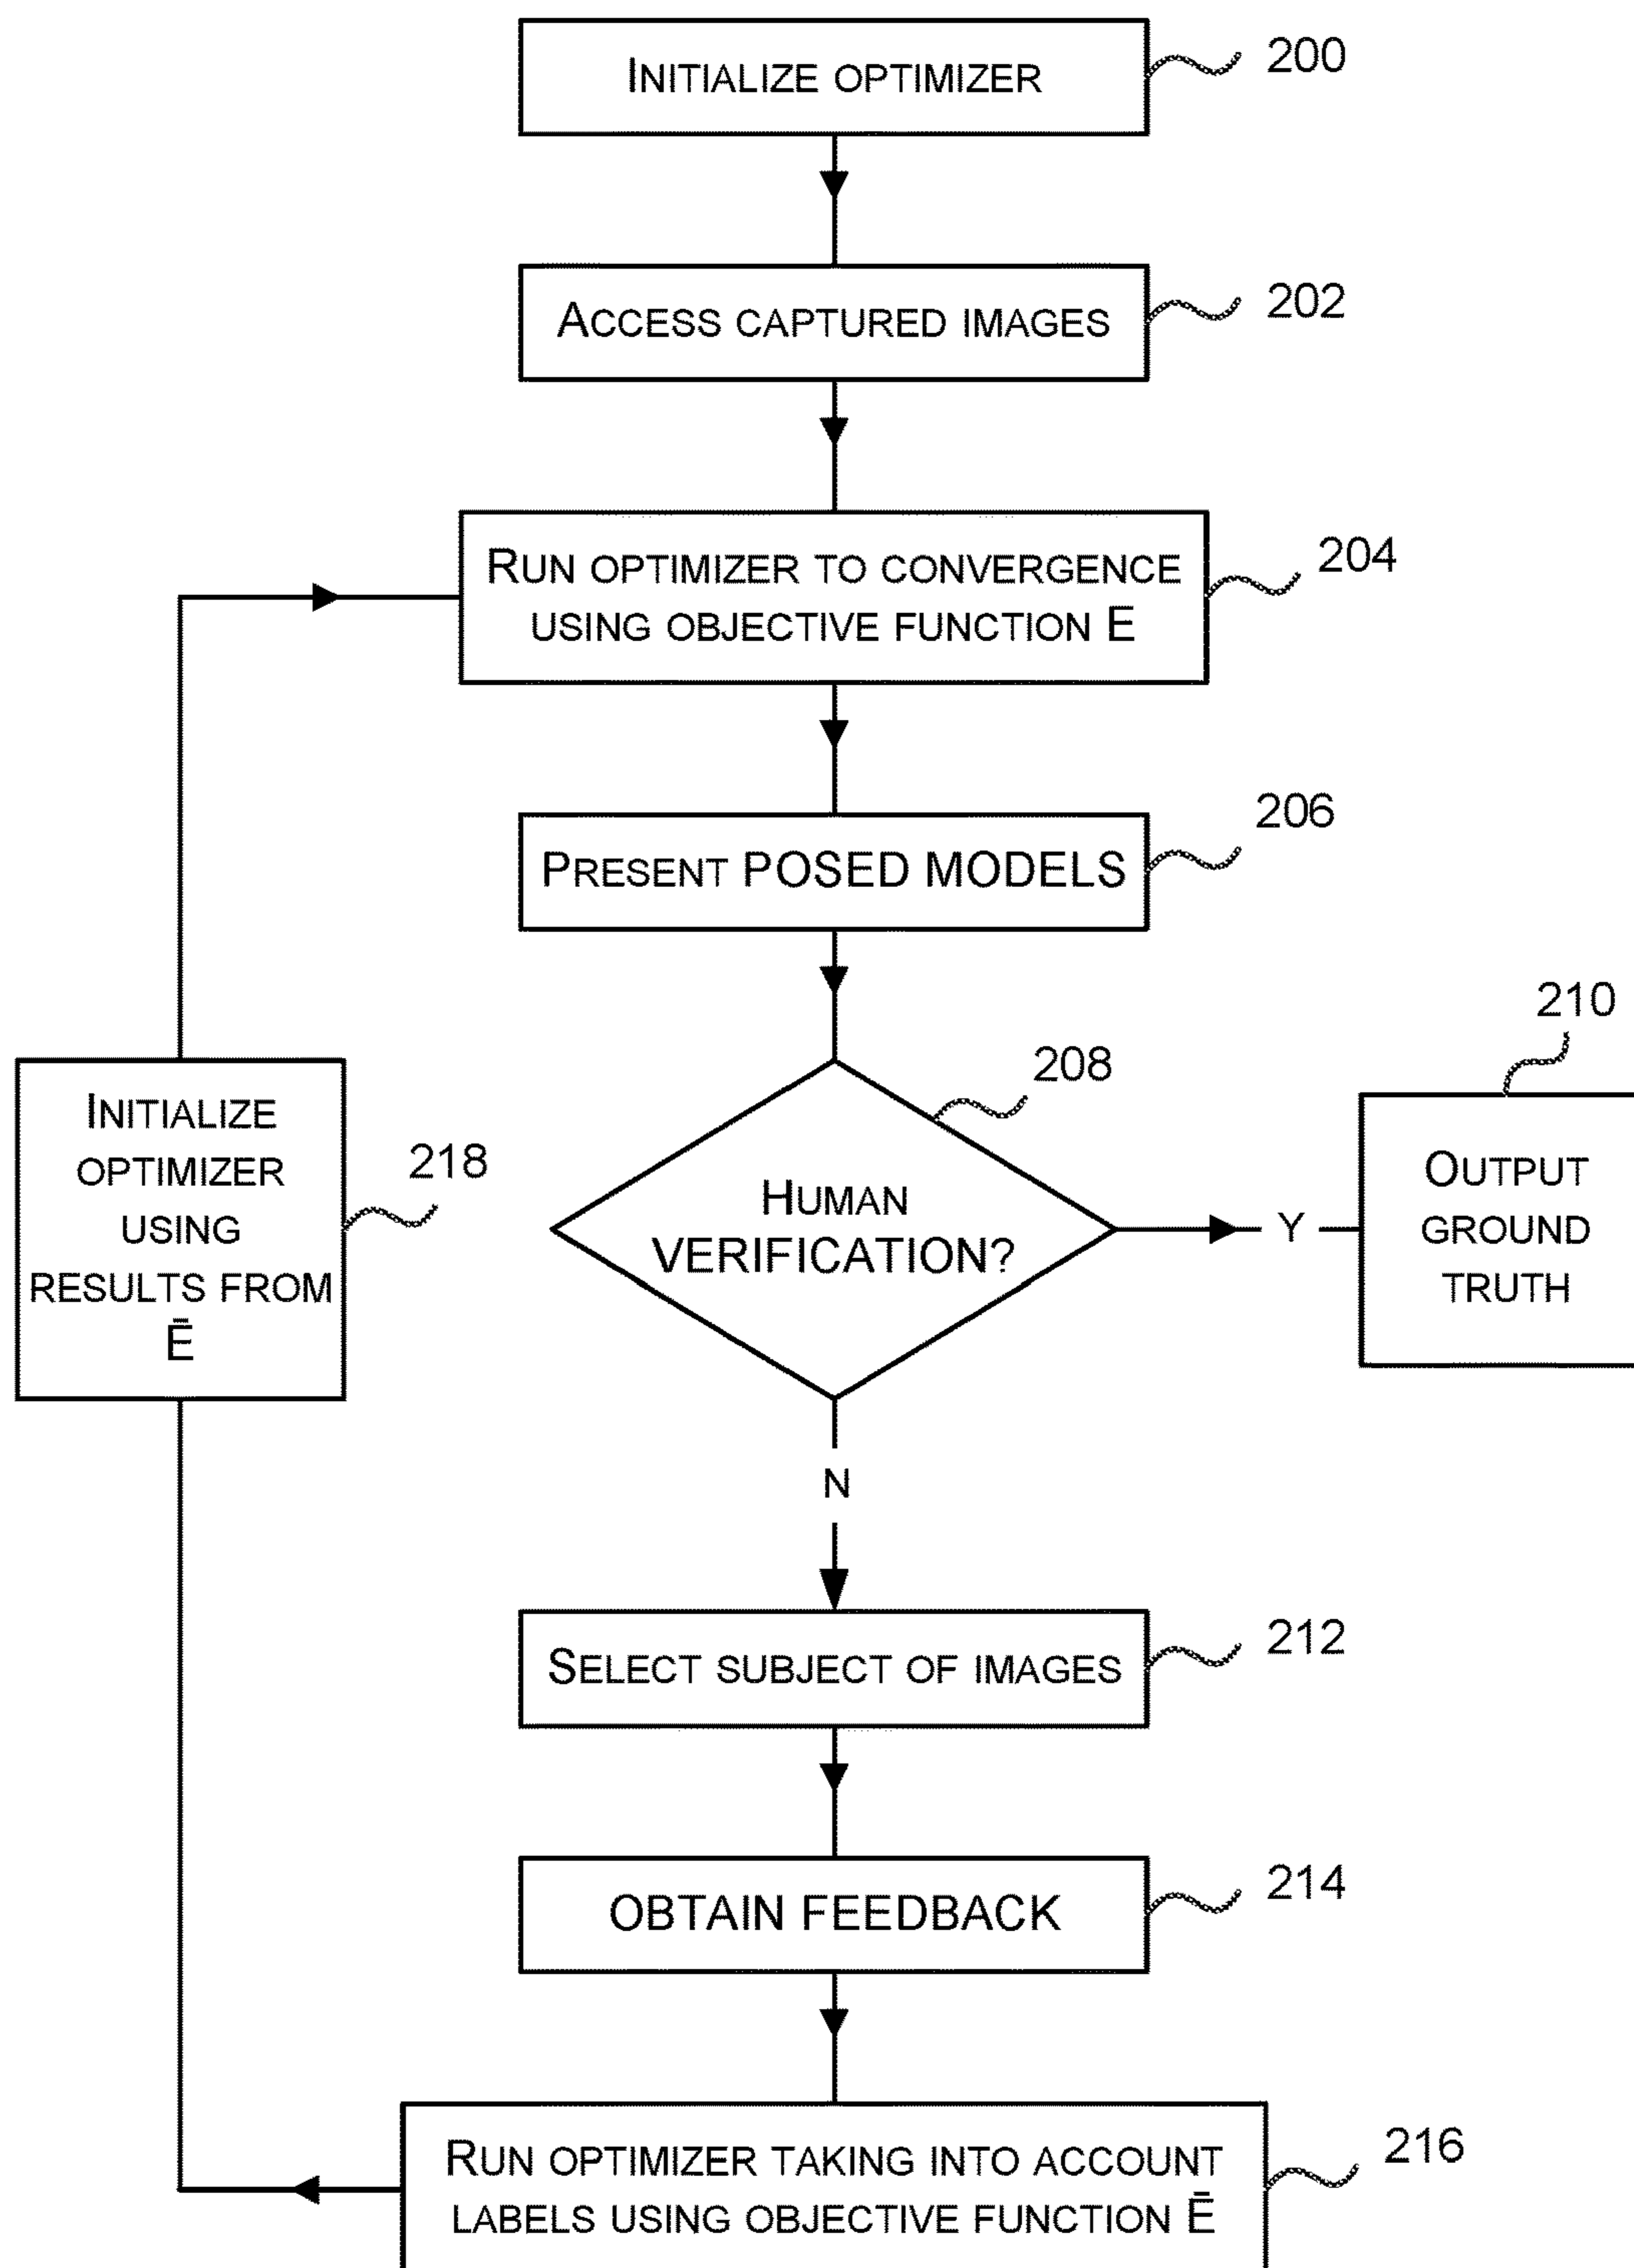 INITIALIZE OPTIMIZER
200
ACCESS CAPTURED IMAGES
202
RUN OPTIMIZER TO CONVERGENCE
USING OBJECTIVE FUNCTION E
204
PRESENT POSED MODELS
206
HUMAN
VERIFICATION?
208
Y
OUTPUT
GROUND
TRUTH
210
N
SELECT SUBJECT OF IMAGES
212
OBTAIN FEEDBACK
214
RUN OPTIMIZER TAKING INTO ACCOUNT
LABELS USING OBJECTIVE FUNCTION Ē
216
INITIALIZE
OPTIMIZER
USING
RESULTS FROM
Ē
218